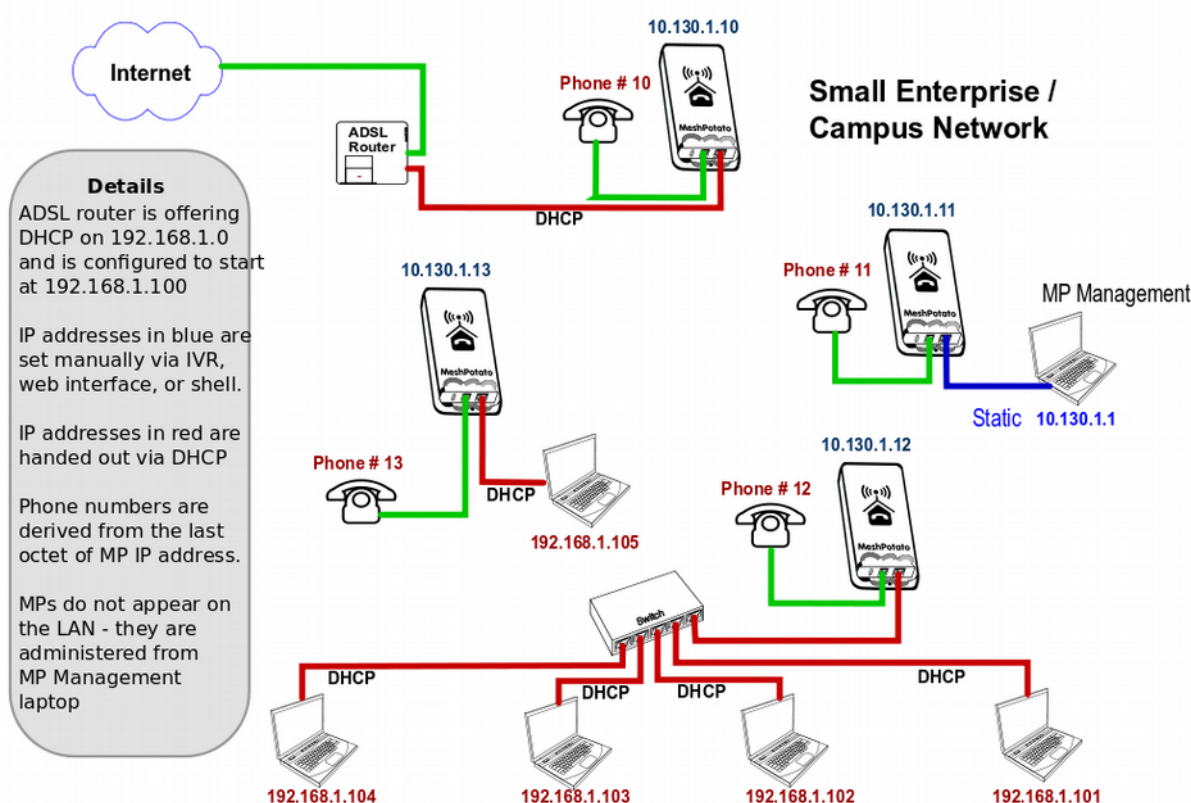 10.130.1.10
Internet
Phone # 10
Small Enterprise /
Campus Network
ADSL
Router
MeshPotato
DHCP
Details
ADSL router is offering
DHCP on 192.168.1.0
and is configured to start
at 192.168.1.100
IP addresses in blue are
set manually via IVR,
web interface, or shell.
IP addresses in red are
handed out via DHCP
Phone numbers are
derived from the last
octet of MP IP address.
MPs do not appear on
the LAN - they are
administered from
MP Management
laptop
10.130.1.11
Phone # 11
MeshPotato
MP Management
Static 10.130.1.1
10.130.1.13
MeshPotato
Phone # 13
DHCP
192.168.1.105
10.130.1.12
Phone # 12
MeshPotato
Switch
DHCP
DHCP
DHCP
DHCP
192.168.1.104
192.168.1.103
192.168.1.102
192.168.1.101